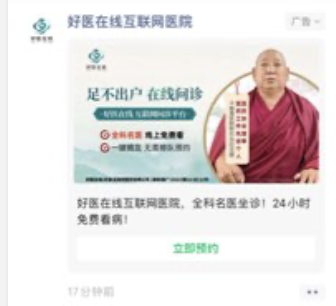 好医在线互联网医院
广告
好医在线
足不出户 在线问诊
好医在线 互联网问诊平台
全科名医 线上免费看
一键挂号 无需排队预约
好医在线互联网医院，全科名医坐诊！24小时
免费看病！
立即预约
17分钟前